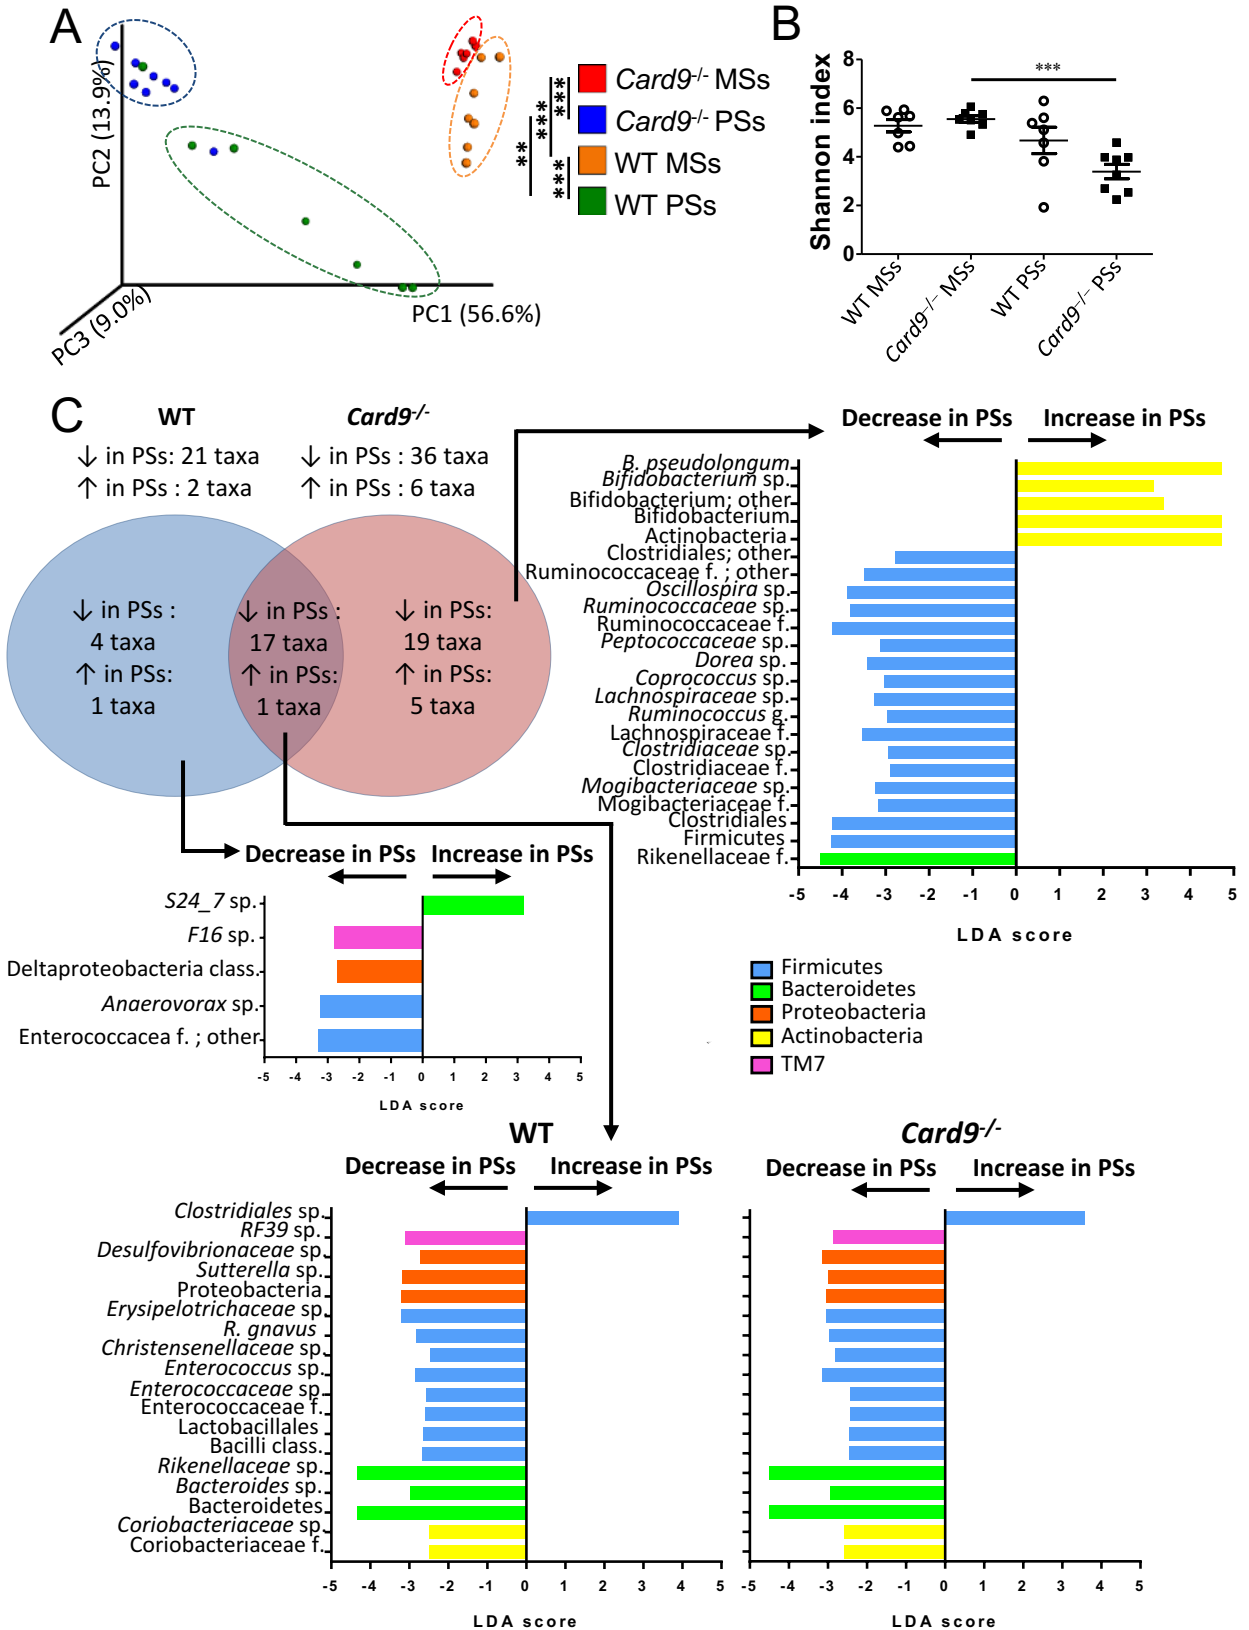 A
PC2 (13.9%)
PC3 (9.0%)
PC1 (56.6%)
***
***
**
***
Card9-/- MSs
Card9-/- PSs
WT MSs
WT PSs
B
Shannon index
8
6
4
2
0
***
WT MSs
Card9-/- MSs
WT PSs
Card9-/- PSs
C
WT
↓ in PSs: 21 taxa
↑ in PSs : 2 taxa
Card9-/-
↓ in PSs : 36 taxa
↑ in PSs : 6 taxa
↓ in PSs :
4 taxa
↑ in PSs:
1 taxa
↓ in PSs :
17 taxa
↑ in PSs:
1 taxa
↓ in PSs:
19 taxa
↑ in PSs:
5 taxa
Decrease in PSs
Increase in PSs
B. pseudolongum
Bifidobacterium sp.
Bifidobacterium; other
Bifidobacterium
Actinobacteria
Clostridiales; other
Ruminococcaceae f. ; other
Oscillospira sp.
Ruminococcaceae sp.
Ruminococcaceae f.
Peptococcaceae sp.
Dorea sp.
Coprococcus sp.
Lachnospiraceae sp.
Ruminococcus g.
Lachnospiraceae f.
Clostridiaceae sp.
Clostridiaceae f.
Mogibacteriaceae sp.
Mogibacteriaceae f.
Clostridiales
Firmicutes
Rikenellaceae f.
-5 -4 -3 -2 -1 0 1 2 3 4 5
LDA score
Decrease in PSs
Increase in PSs
S24_7 sp.
F16 sp.
Deltaproteobacteria class.
Anaerovorax sp.
Enterococcacea f. ; other
-5 -4 -3 -2 -1 0 1 2 3 4 5
LDA score
Firmicutes
Bacteroidetes
Proteobacteria
Actinobacteria
TM7
WT
Decrease in PSs
Increase in PSs
Clostridiales sp.
RF39 sp.
Desulfovibrionaceae sp.
Sutterella sp.
Proteobacteria
Erysipelotrichaceae sp.
R. gnavus
Christensenellaceae sp.
Enterococcus sp.
Enterococcaceae sp.
Enterococcaceae f.
Lactobacillales
Bacilli class.
Rikenellaceae sp.
Bacteroides sp.
Bacteroidetes
Coriobacteriaceae sp.
Coriobacteriaceae f.
-5 -4 -3 -2 -1 0 1 2 3 4 5
LDA score
Card9-/-
Decrease in PSs
Increase in PSs
-5 -4 -3 -2 -1 0 1 2 3 4 5
LDA score